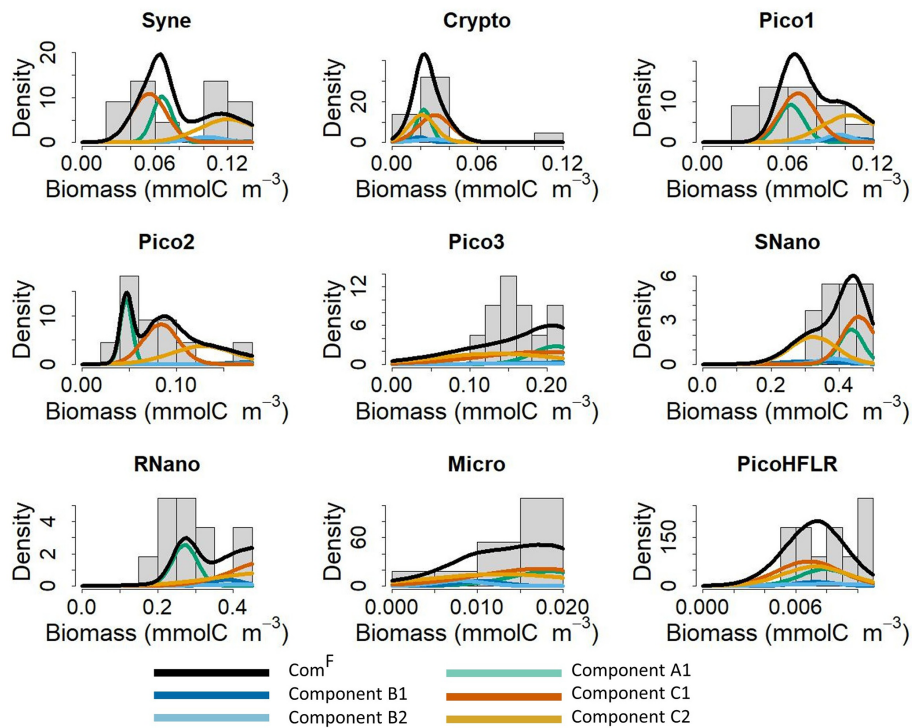 Syne
Crypto
Pico1
Density
0
10
20
0.00
0.06
0.12
Biomass (mmolC m⁻³)
Density
0
20
0.00
0.06
0.12
Biomass (mmolC m⁻³)
Density
0
10
0.00
0.06
0.12
Biomass (mmolC m⁻³)
Pico2
Pico3
SNano
Density
0
10
0.00
0.10
Biomass (mmolC m⁻³)
Density
0
6
12
0.00
0.10
0.20
Biomass (mmolC m⁻³)
Density
0
3
6
0.0
0.2
0.4
Biomass (mmolC m⁻³)
RNano
Micro
PicoHFLR
Density
0
2
4
0.0
0.2
0.4
Biomass (mmolC m⁻³)
Density
0
60
0.000
0.010
0.020
Biomass (mmolC m⁻³)
Density
0
150
0.000
0.006
Biomass (mmolC m⁻³)
Com^F
Component A1
Component B1
Component C1
Component B2
Component C2